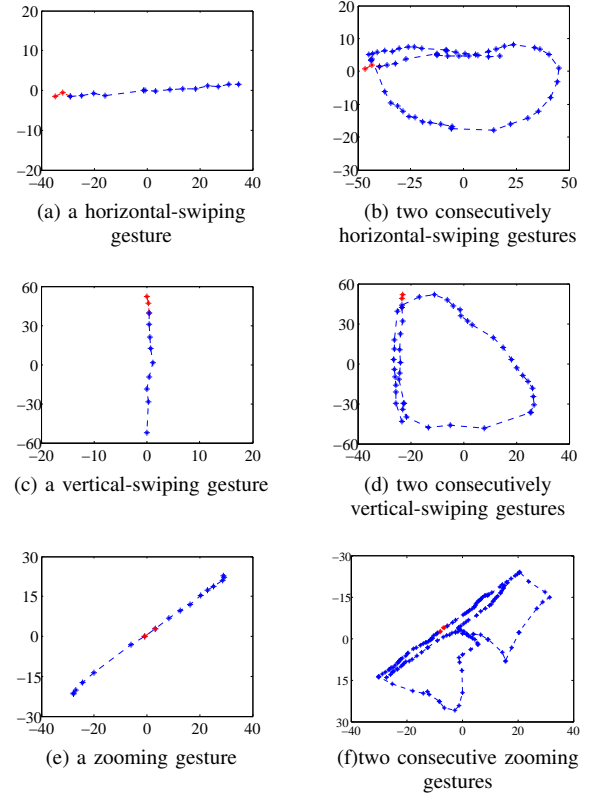 20
10
0
−10
−20
−40 −20 0 20 40
(a) a horizontal-swiping
gesture
20
10
0
−10
−20
−30
−50 −25 0 25 50
(b) two consecutively
horizontal-swiping gestures
60
30
0
−30
−60
−20 −10 0 10 20
(c) a vertical-swiping gesture
60
30
0
−30
−60
−40 −20 0 20 40
(d) two consecutively
vertical-swiping gestures
30
15
0
−15
−30
−40 −20 0 20 40
(e) a zooming gesture
−30
−15
0
15
30
−40 −20 0 20 40
(f)two consecutive zooming
gestures